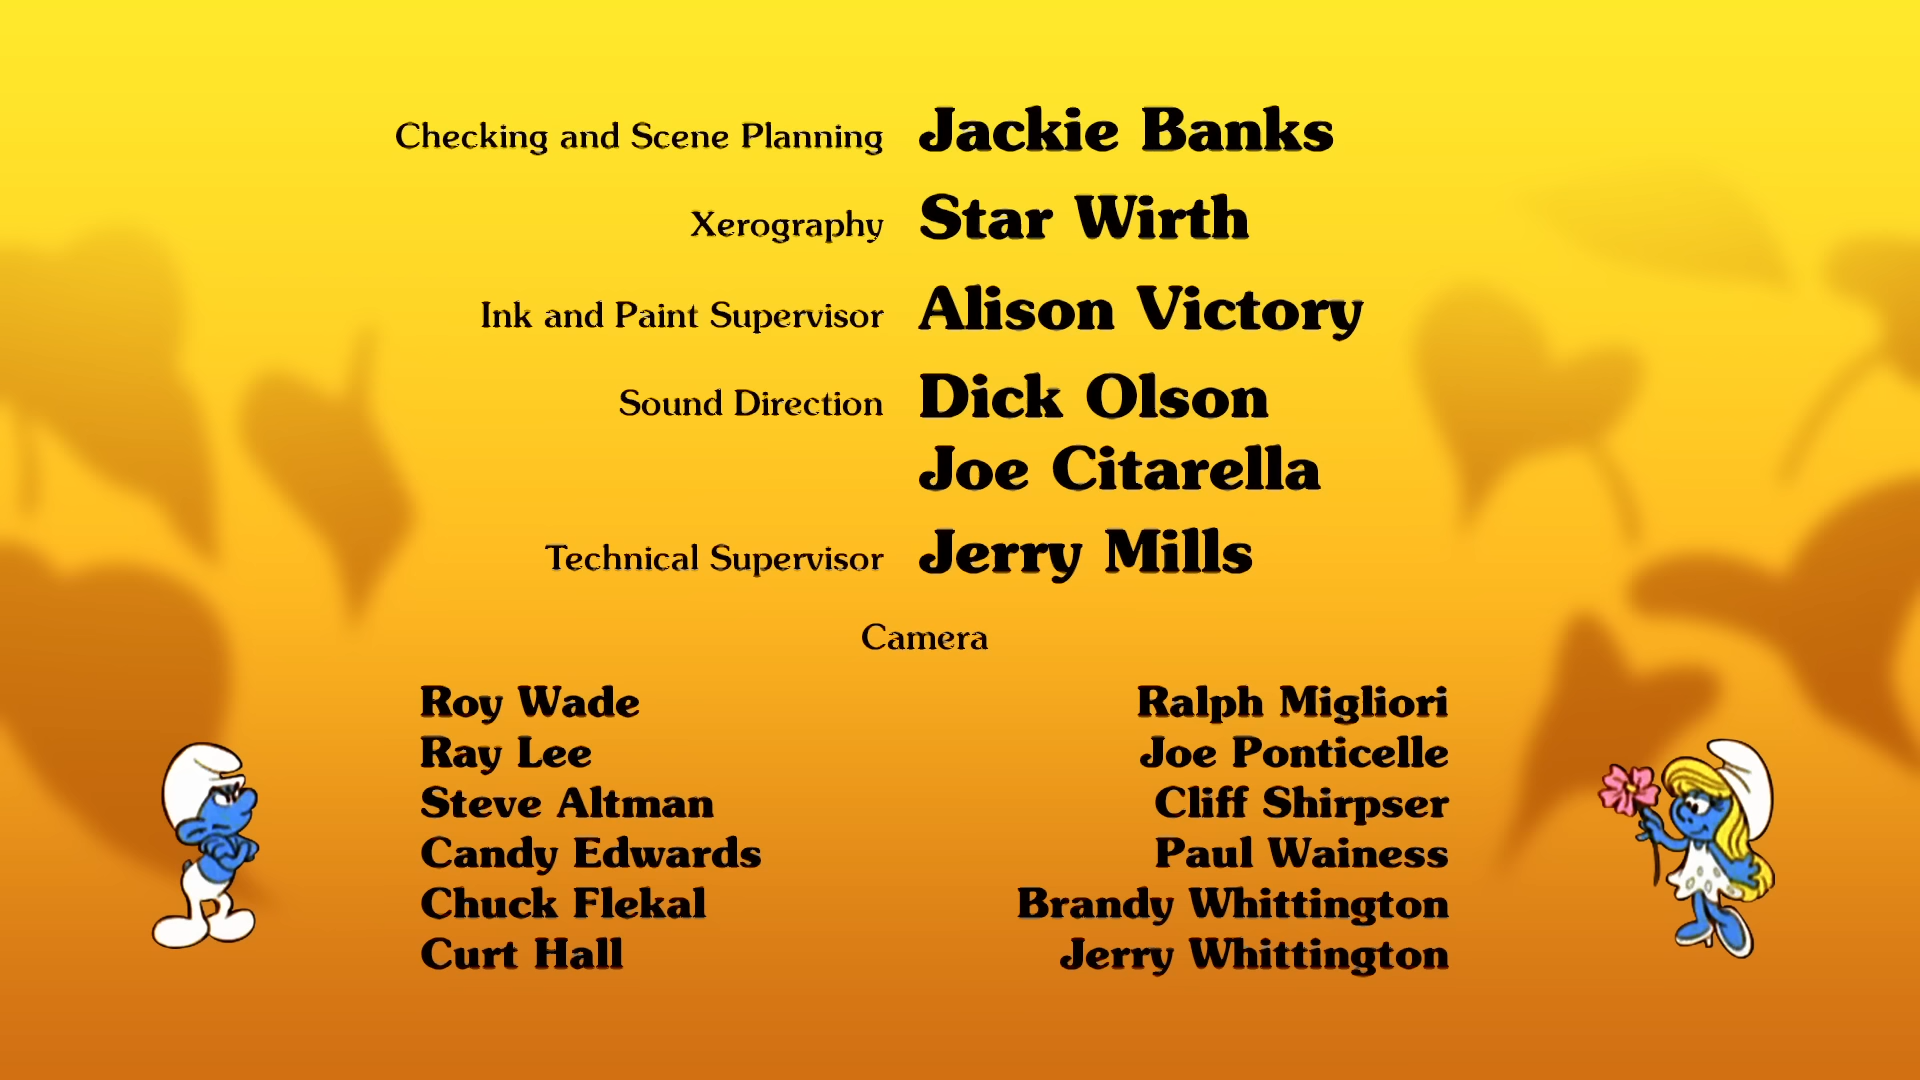 Checking and Scene Planning Jackie Banks
Xerography Star Wirth
Ink and Paint Supervisor Alison Victory
Sound Direction Dick Olson
Joe Citarella
Technical Supervisor Jerry Mills
Camera
Roy Wade Ralph Migliori
Ray Lee Joe Ponticelle
Steve Altman Cliff Shirpser
Candy Edwards Paul Wainess
Chuck Flekal Brandy Whittington
Curt Hall Jerry Whittington